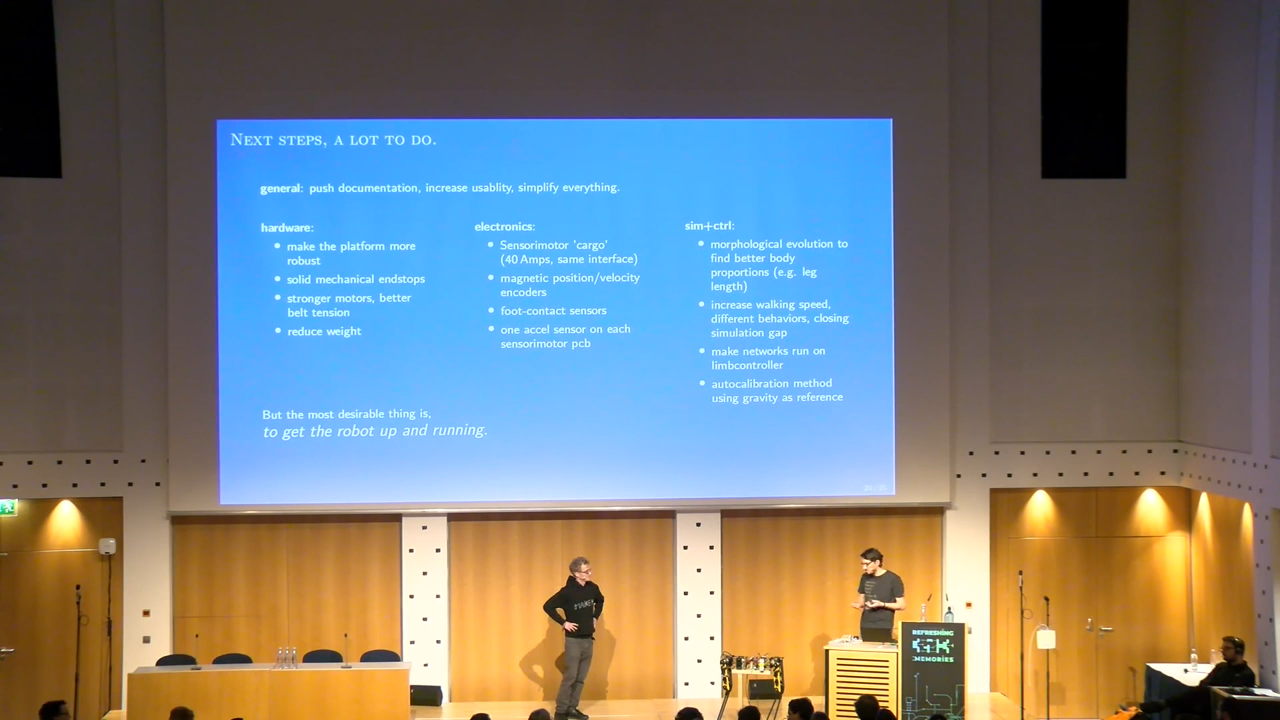 Next steps, a lot to do.
general: push documentation, increase usablity, simplify everything.
hardware:
• make the platform more
robust
• solid mechanical endstops
• stronger motors, better
belt tension
• reduce weight
electronics:
• Sensorimotor 'cargo'
(40 Amps, same interface)
• magnetic position/velocity
encoders
• foot-contact sensors
• one accel sensor on each
sensorimotor pcb
sim+ctrl:
• morphological evolution to
find better body
proportions (e.g. leg
length)
• increase walking speed,
different behaviors, closing
simulation gap
• make networks run on
limbcontroller
• autocalibration method
using gravity as reference
But the most desirable thing is,
to get the robot up and running.
REFRESHING
MEMORIES